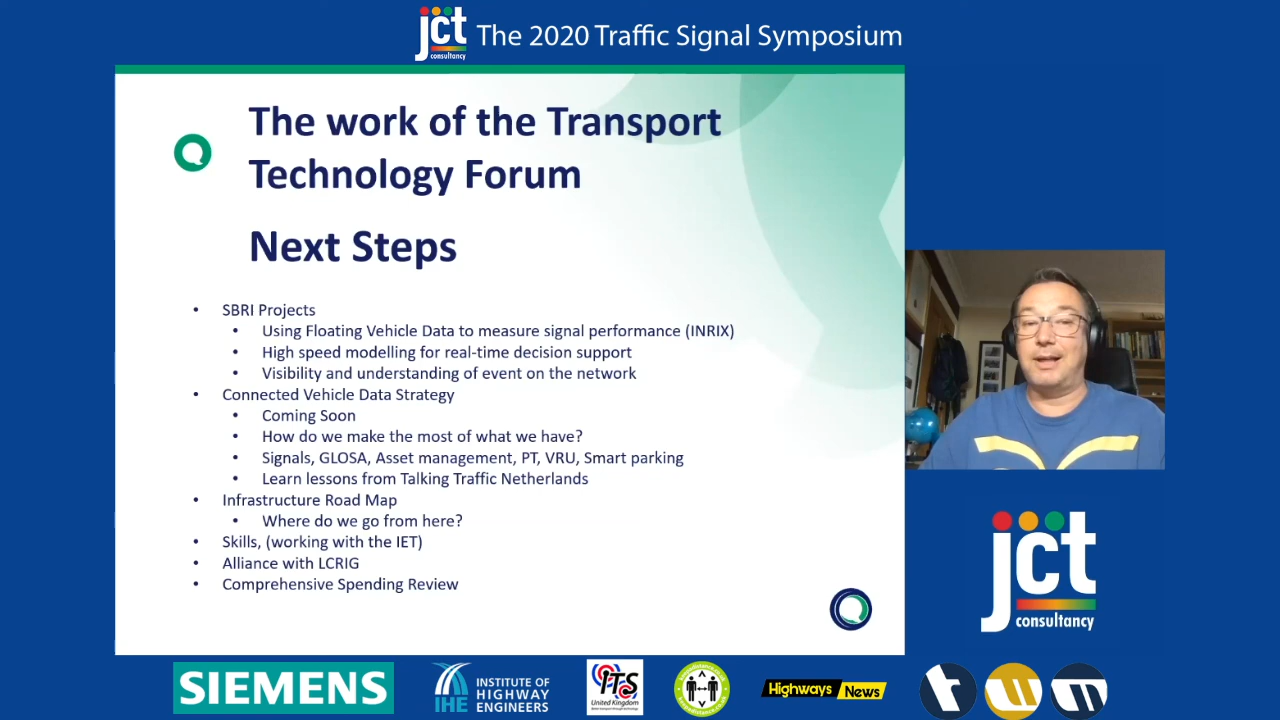 jct
consultancy
The 2020 Traffic Signal Symposium
The work of the Transport
Technology Forum
Next Steps
• SBRI Projects
• Using Floating Vehicle Data to measure signal performance (INRIX)
• High speed modelling for real-time decision support
• Visibility and understanding of event on the network
• Connected Vehicle Data Strategy
• Coming Soon
• How do we make the most of what we have?
• Signals, GLOSA, Asset management, PT, VRU, Smart parking
• Learn lessons from Talking Traffic Netherlands
• Infrastructure Road Map
• Where do we go from here?
• Skills, (working with the IET)
• Alliance with LCRIG
• Comprehensive Spending Review
jct
consultancy
SIEMENS
IHE
INSTITUTE OF
HIGHWAY
ENGINEERS
ITS
United Kingdom
Highways News